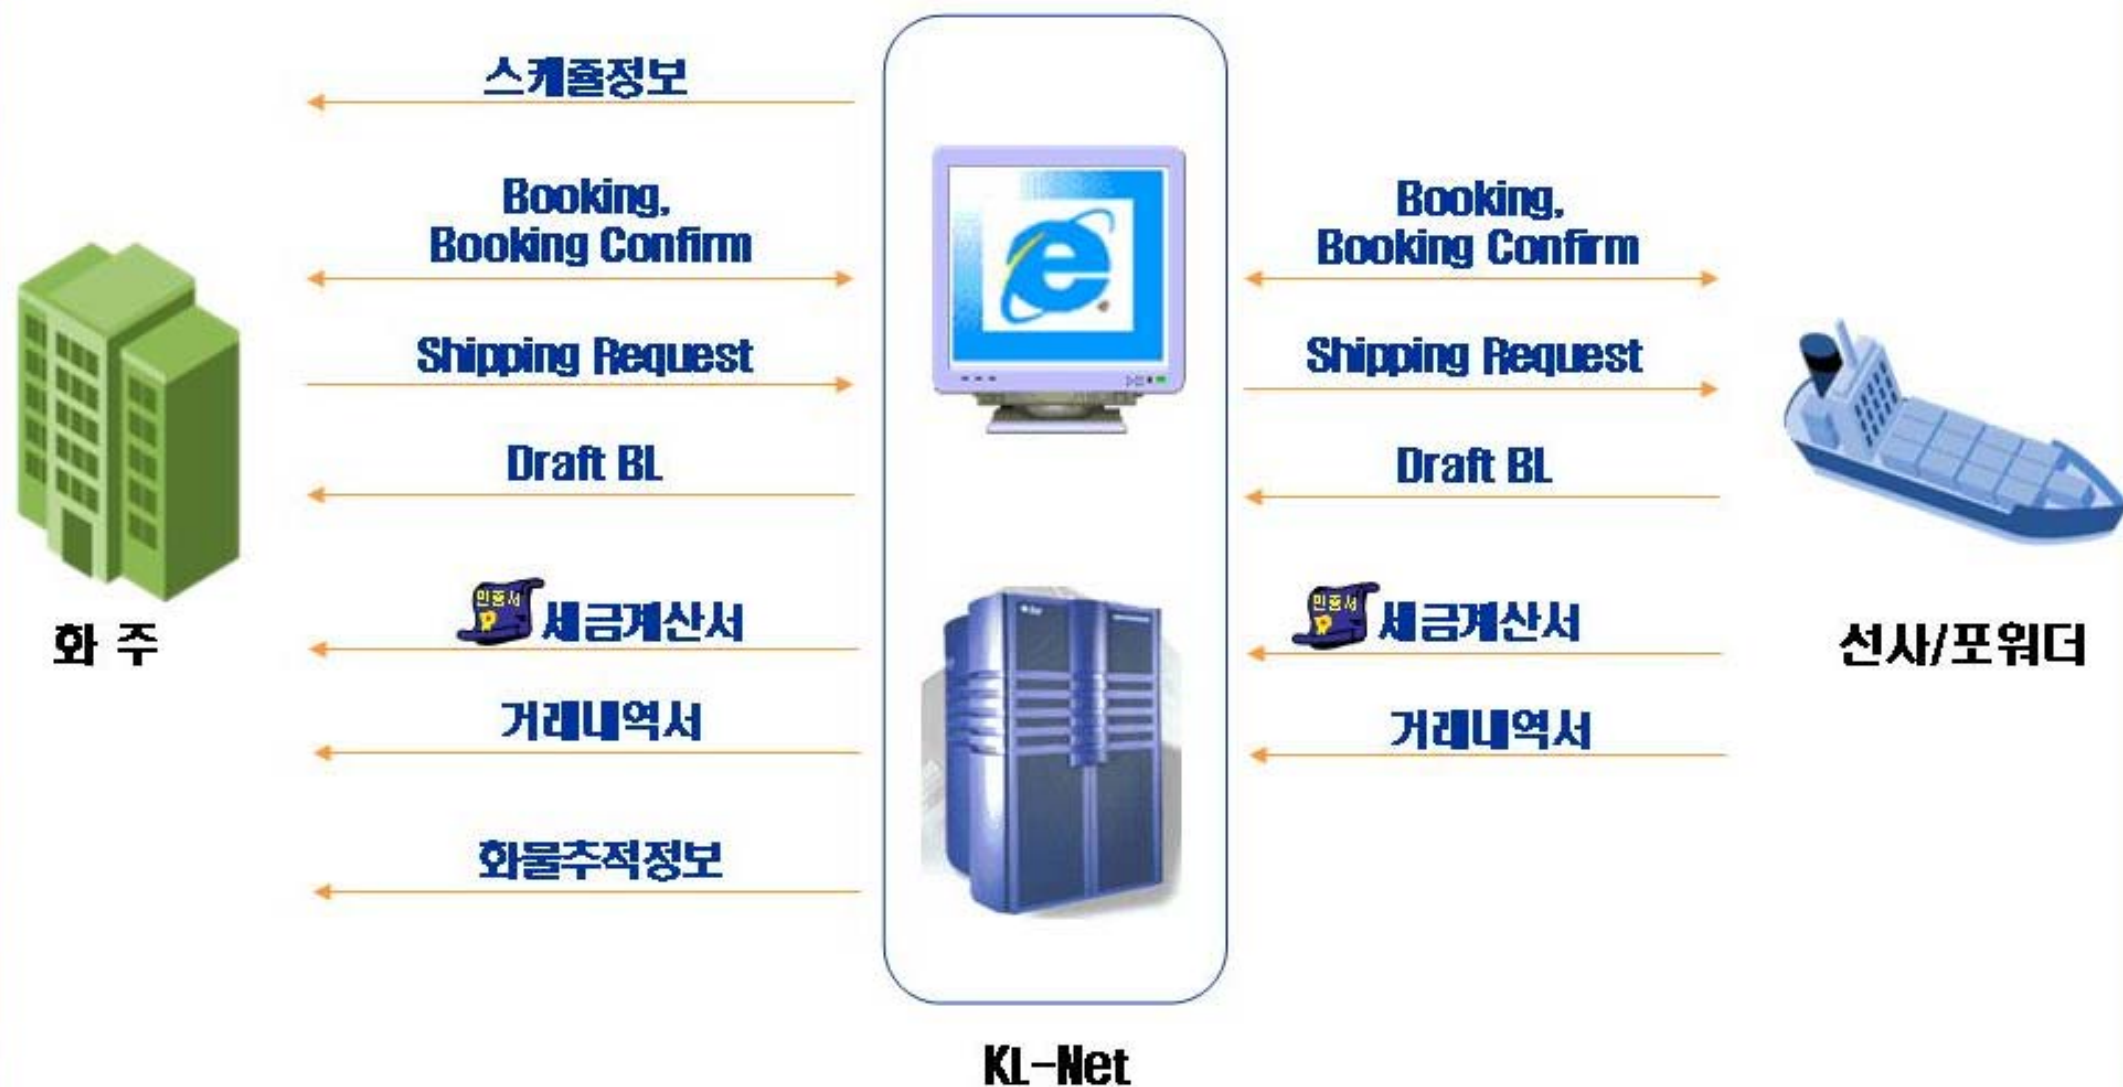 스케쥴정보
Booking,
Booking Confirm
Booking,
Booking Confirm
Shipping Request
Shipping Request
Draft BL
Draft BL
인증서
세금계산서
인증서
세금계산서
화 주
선사/포워더
거래내역서
거래내역서
화물추적정보
KL-Net